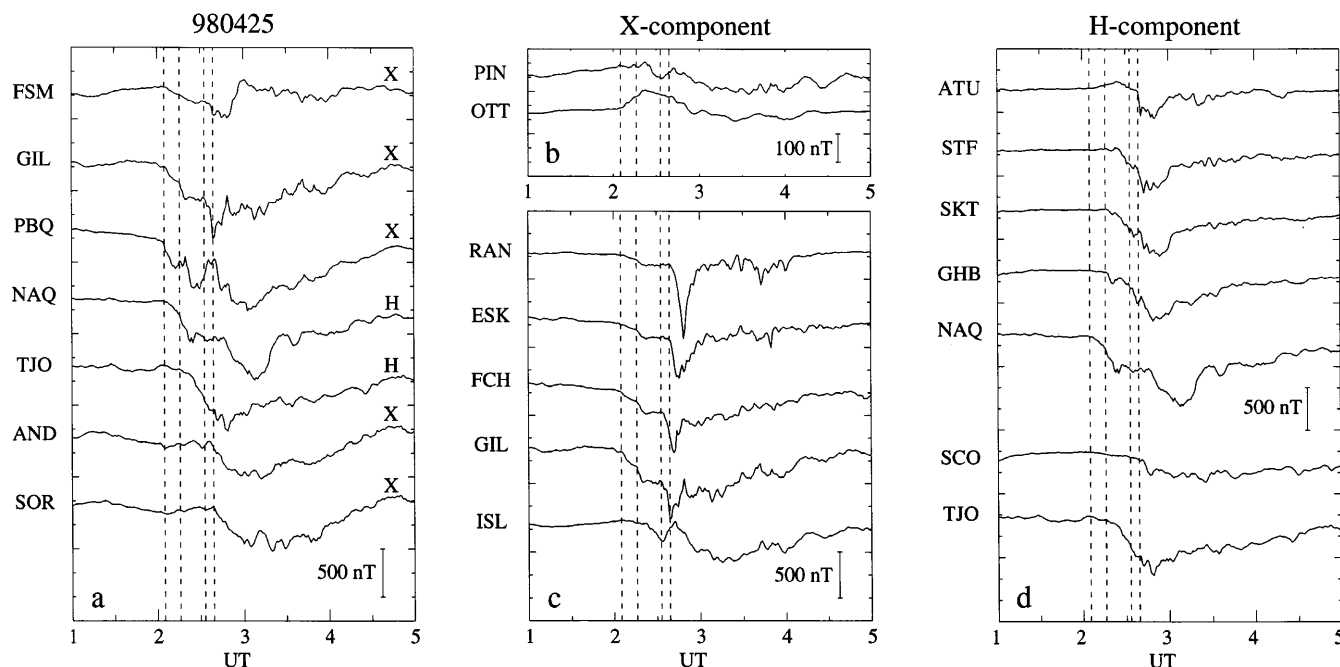 980425
X-component
H-component
FSM
X
GIL
X
PBQ
X
NAQ
H
TJO
H
AND
X
SOR
X
500 nT
a
1 2 3 4 5
UT
PIN
OTT
b
100 nT
1 2 3 4 5
RAN
ESK
FCH
GIL
ISL
500 nT
c
1 2 3 4 5
UT
ATU
STF
SKT
GHB
NAQ
500 nT
SCO
TJO
d
1 2 3 4 5
UT